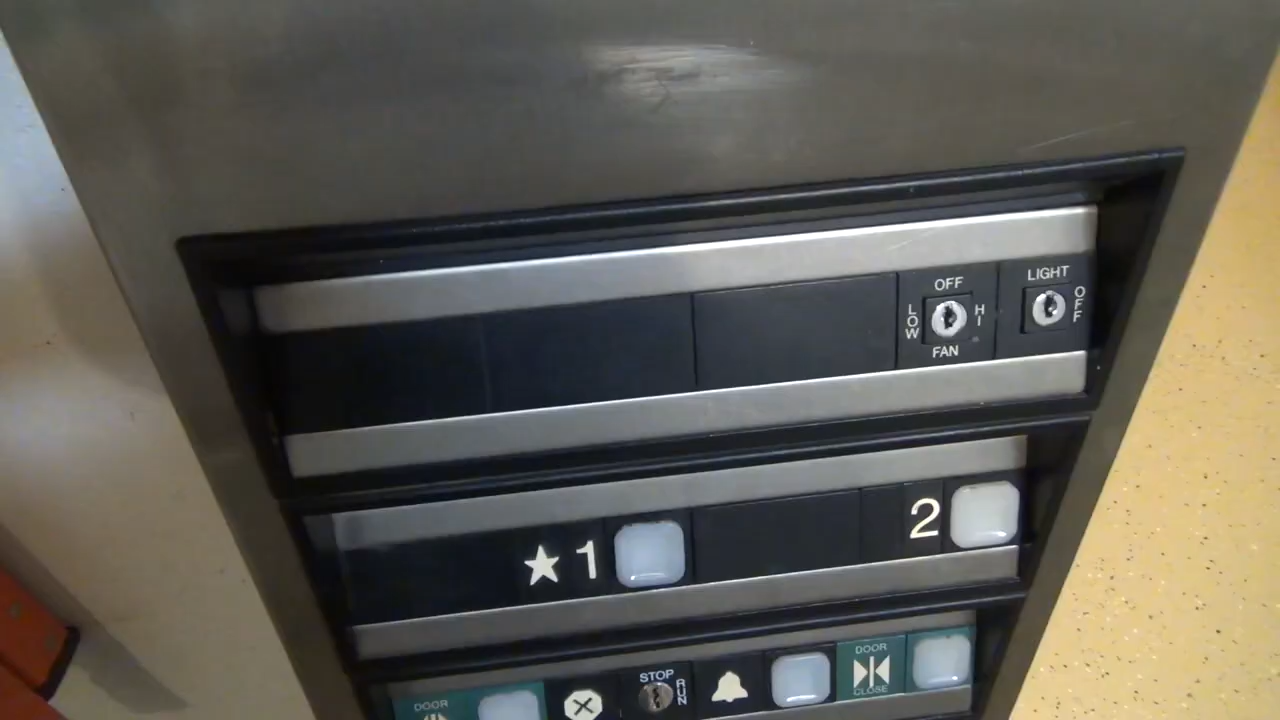 OFF
LOW
HI
FAN
LIGHT
OFF
★1
2
DOOR
STOP
RUN
DOOR
CLOSE